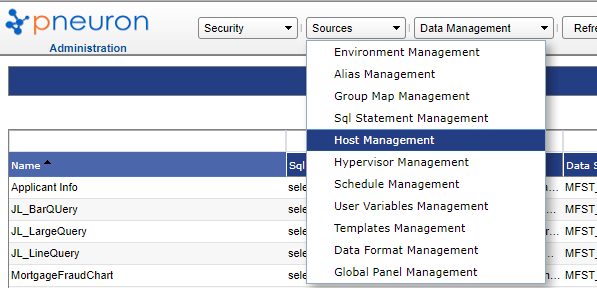 pneuron
Administration
Security
Sources
Data Management
Refre
Environment Management
Alias Management
Group Map Management
Sql Statement Management
Host Management
Hypervisor Management
Schedule Management
User Variables Management
Templates Management
Data Format Management
Global Panel Management
Name Sql Data S
Applicant Info sele a... MFST_
JL_BarQUery sele MFST_
JL_LargeQuery sele r... MFST_
JL_LineQuery sele MFST_
MortgageFraudChart sele MFST_